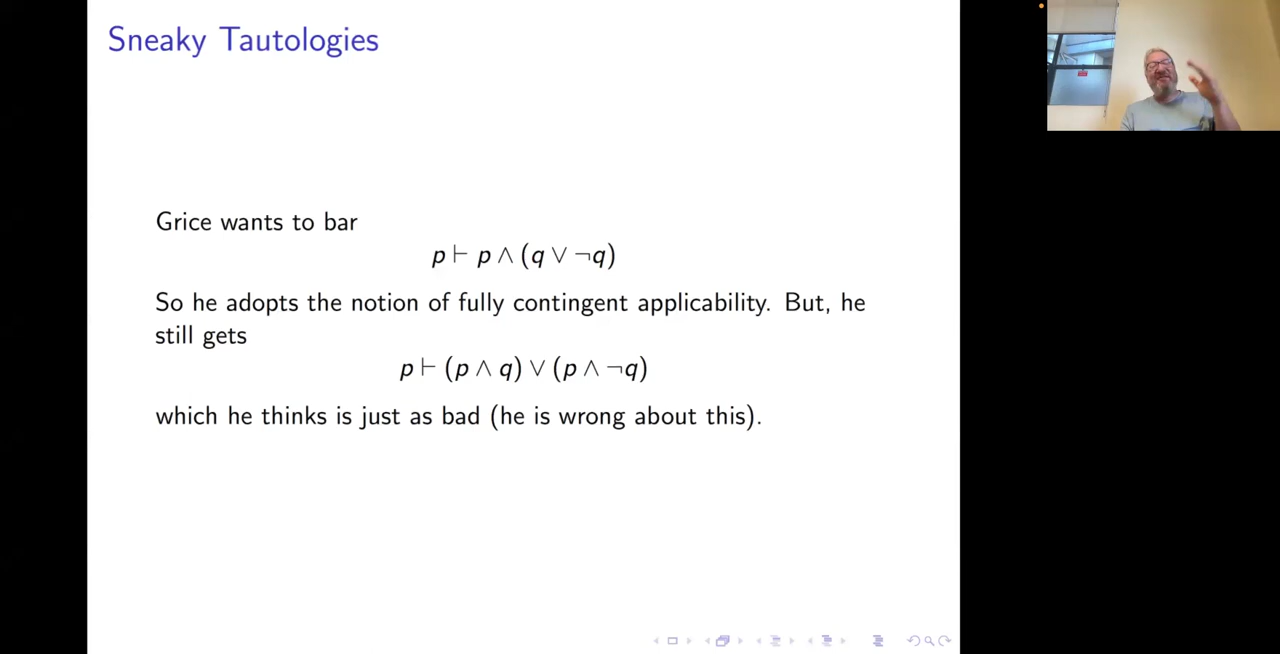 Sneaky Tautologies
Grice wants to bar
p ⊢ p ∧ (q ∨ ¬q)
So he adopts the notion of fully contingent applicability. But, he
still gets
p ⊢ (p ∧ q) ∨ (p ∧ ¬q)
which he thinks is just as bad (he is wrong about this).